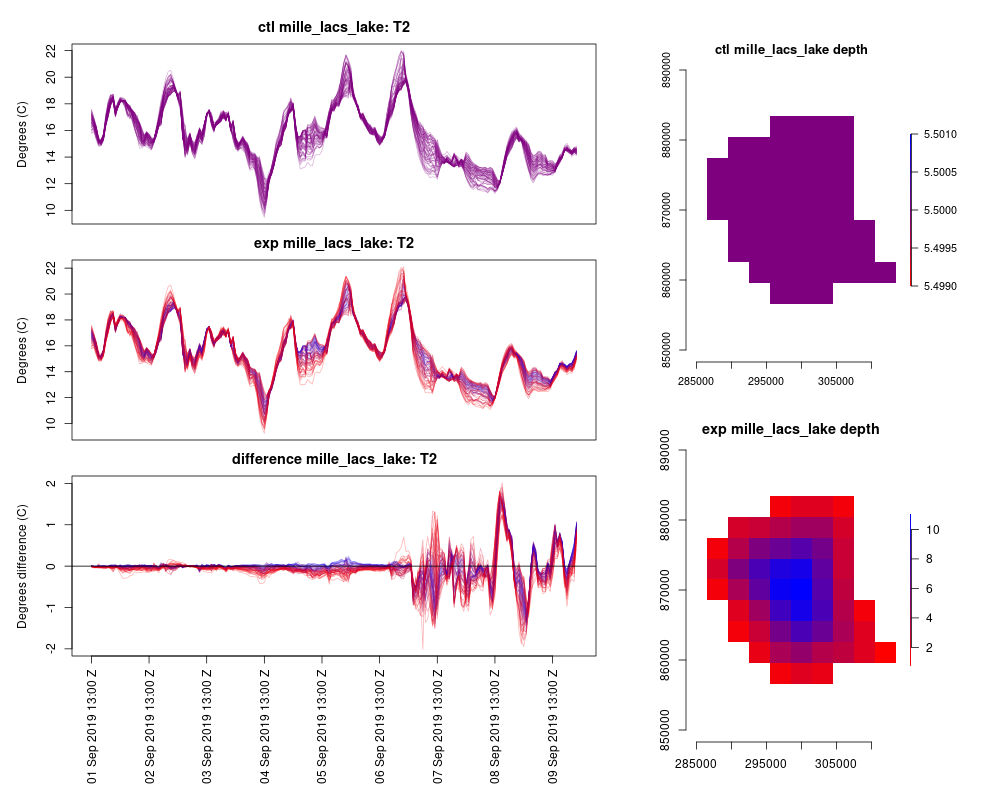 ctl mille_lacs_lake: T2
Degrees (C)
22
20
18
16
14
12
10
exp mille_lacs_lake: T2
Degrees (C)
22
20
18
16
14
12
10
difference mille_lacs_lake: T2
Degrees difference (C)
2
1
0
-1
-2
01 Sep 2019 13:00 Z
02 Sep 2019 13:00 Z
03 Sep 2019 13:00 Z
04 Sep 2019 13:00 Z
05 Sep 2019 13:00 Z
06 Sep 2019 13:00 Z
07 Sep 2019 13:00 Z
08 Sep 2019 13:00 Z
09 Sep 2019 13:00 Z
ctl mille_lacs_lake depth
890000
880000
870000
860000
850000
285000 295000 305000
5.5010
5.5005
5.5000
5.4995
5.4990
exp mille_lacs_lake depth
890000
880000
870000
860000
850000
285000 295000 305000
10
8
6
4
2